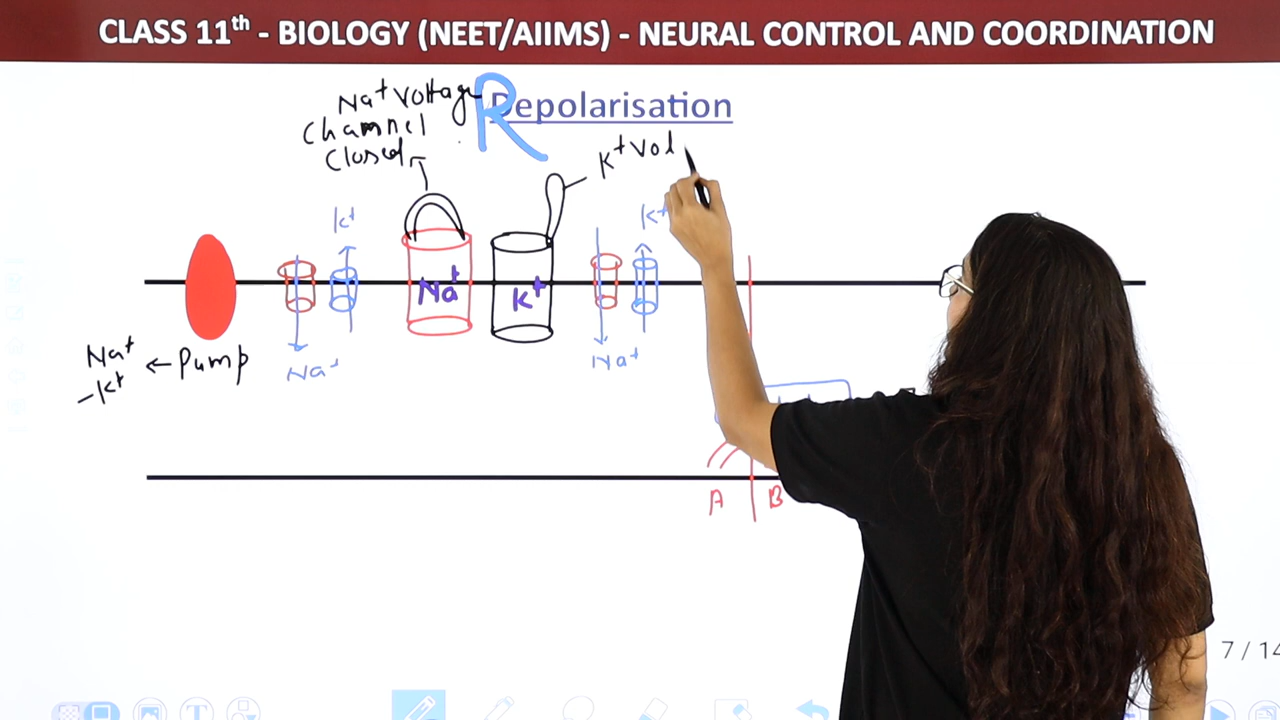 CLASS 11th - BIOLOGY (NEET/AIIMS) - NEURAL CONTROL AND COORDINATION
R Depolarisation
Na+ Voltage
Channel
Closed
K+ Vol
K+
K+
Na+
K+
Na+
-K+
← Pump
Na+
Na+
A
B
7 / 14
T